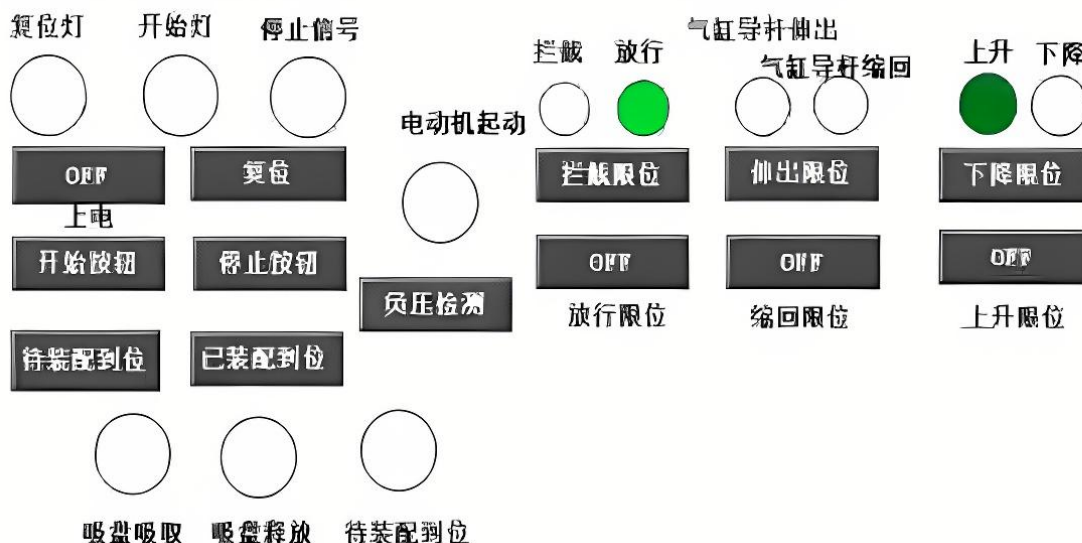 复位灯 开始灯 停止信号
气缸导杆伸出
拦截 放行
气缸导杆缩回
上升 下降
电动机起动
OFF 复位 拦截限位 伸出限位 下降限位
上电
开始按钮 停止按钮 OFF OFF OFF
负压检测
放行限位 缩回限位 上升限位
待装配到位 已装配到位
吸盘吸取 吸盘释放 待装配到位